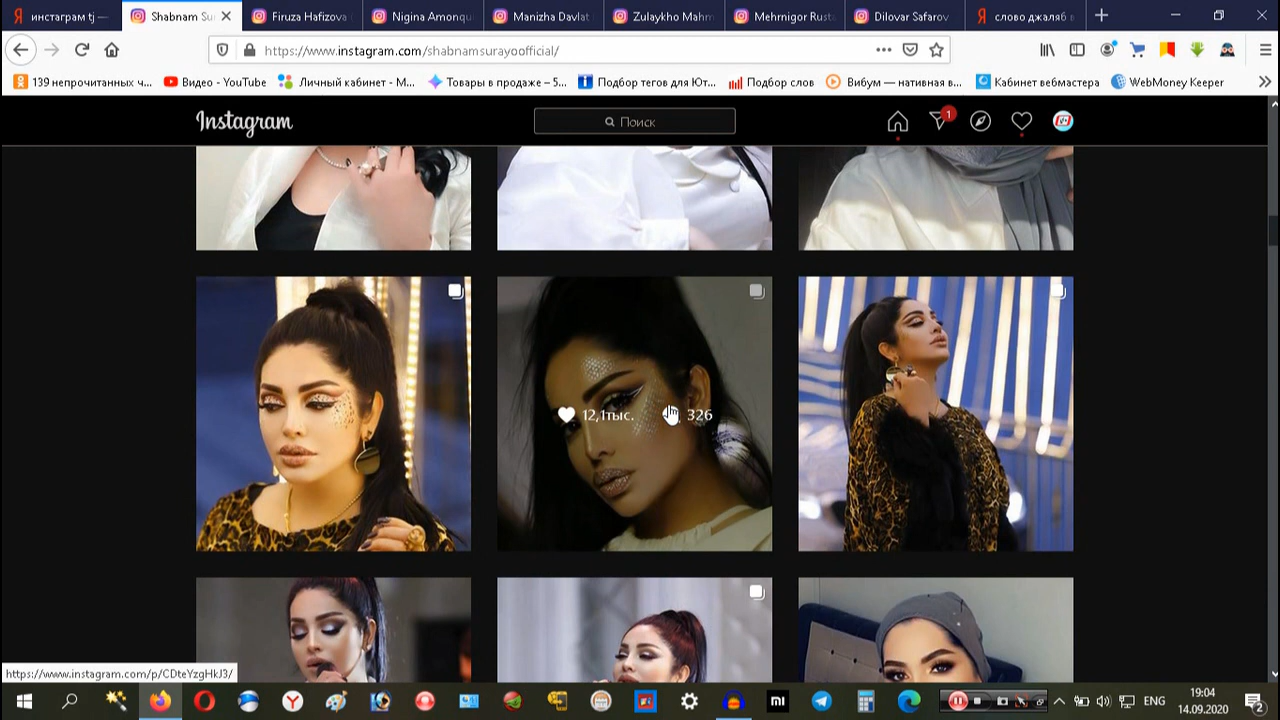 инстаграм tj —
Shabnam Su
Firuza Hafizova
Nigina Amonqu
Manizha Davlat
Zulaykho Mahm
Mehrnigor Rust
Dilovar Safarov
слово джаляб в
https://www.instagram.com/shabnamsurayoofficial/
139 непрочитанных ч...
Видео - YouTube
Личный кабинет - M...
Товары в продаже – 5...
Подбор тегов для Ют...
Подбор слов
Вибум — нативная в...
Кабинет вебмастера
WebMoney Keeper
Instagram
Поиск
1
12,1тыс.
326
https://www.instagram.com/p/CDteYzgHkJ3/
mi
ENG
19:04
14.09.2020
2